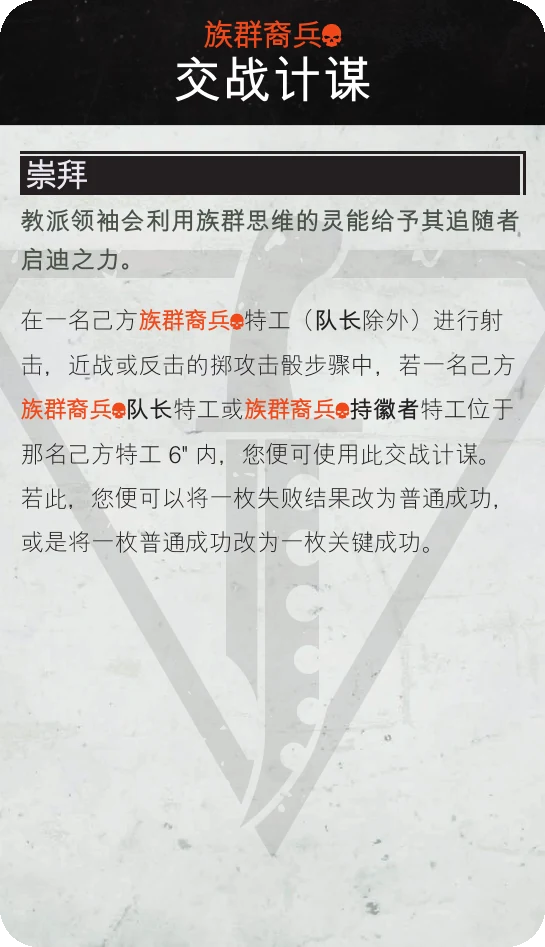 族群裔兵
交战计谋
崇拜
教派领袖会利用族群思维的灵能给予其追随者
启迪之力。
在一名己方族群裔兵特工（队长除外）进行射
击，近战或反击的掷攻击骰步骤中，若一名己方
族群裔兵队长特工或族群裔兵持徽者特工位于
那名己方特工 6" 内，您便可使用此交战计谋。
若此，您便可以将一枚失败结果改为普通成功，
或是将一枚普通成功改为一枚关键成功。